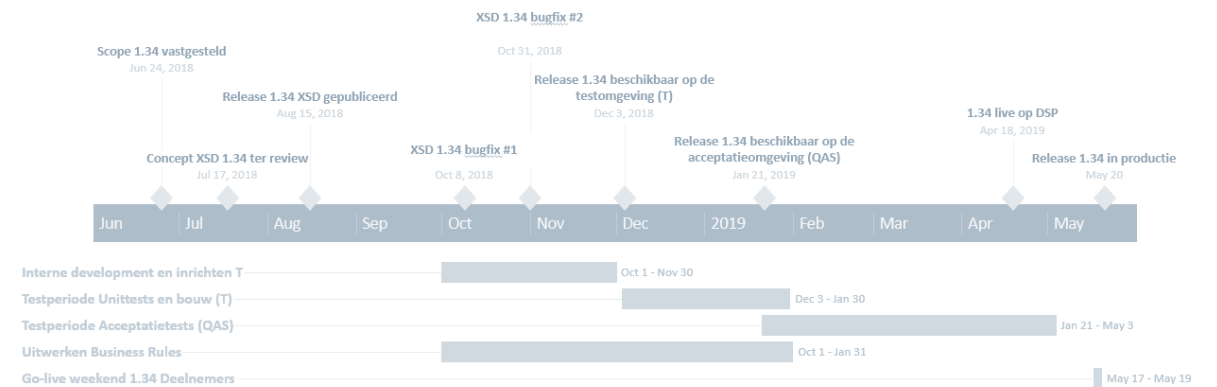 XSD 1.34 bugfix #2
Oct 31, 2018
Scope 1.34 vastgesteld
Jun 24, 2018
Release 1.34 beschikbaar op de
testomgeving (T)
Dec 3, 2018
Release 1.34 XSD gepubliceerd
Aug 15, 2018
1.34 live op DSP
Apr 18, 2019
Release 1.34 beschikbaar op de
acceptatieomgeving (QAS)
Jan 21, 2019
XSD 1.34 bugfix #1
Oct 8, 2018
Concept XSD 1.34 ter review
Jul 17, 2018
Release 1.34 in productie
May 20
Jun Jul Aug Sep Oct Nov Dec 2019 Feb Mar Apr May
Interne development en inrichten T Oct 1 - Nov 30
Testperiode Unittests en bouw (T) Dec 3 - Jan 30
Testperiode Acceptatietests (QAS) Jan 21 - May 3
Uitwerken Business Rules Oct 1 - Jan 31
Go-live weekend 1.34 Deelnemers May 17 - May 19